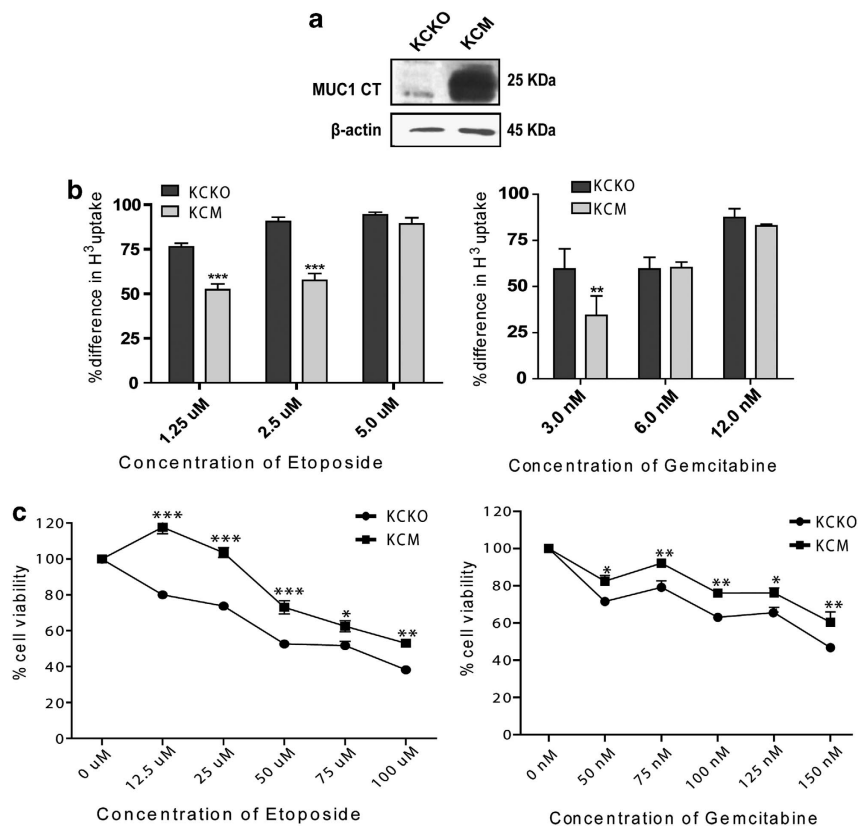 a
KCKO
KCM
MUC1 CT
25 KDa
β-actin
45 KDa
b
KCKO
KCM
%difference in H³uptake
100
75
50
25
0
***
***
1.25 uM
2.5 uM
5.0 uM
Concentration of Etoposide
KCKO
KCM
%difference in H³uptake
100
75
50
25
0
**
3.0 nM
6.0 nM
12.0 nM
Concentration of Gemcitabine
c
KCKO
KCM
% cell viability
120
100
80
60
40
20
0
***
***
***
*
**
0 uM
12.5 uM
25 uM
50 uM
75 uM
100 uM
Concentration of Etoposide
KCKO
KCM
% cell viability
120
100
80
60
40
20
0
*
**
**
*
**
0 nM
50 nM
75 nM
100 nM
125 nM
150 nM
Concentration of Gemcitabine